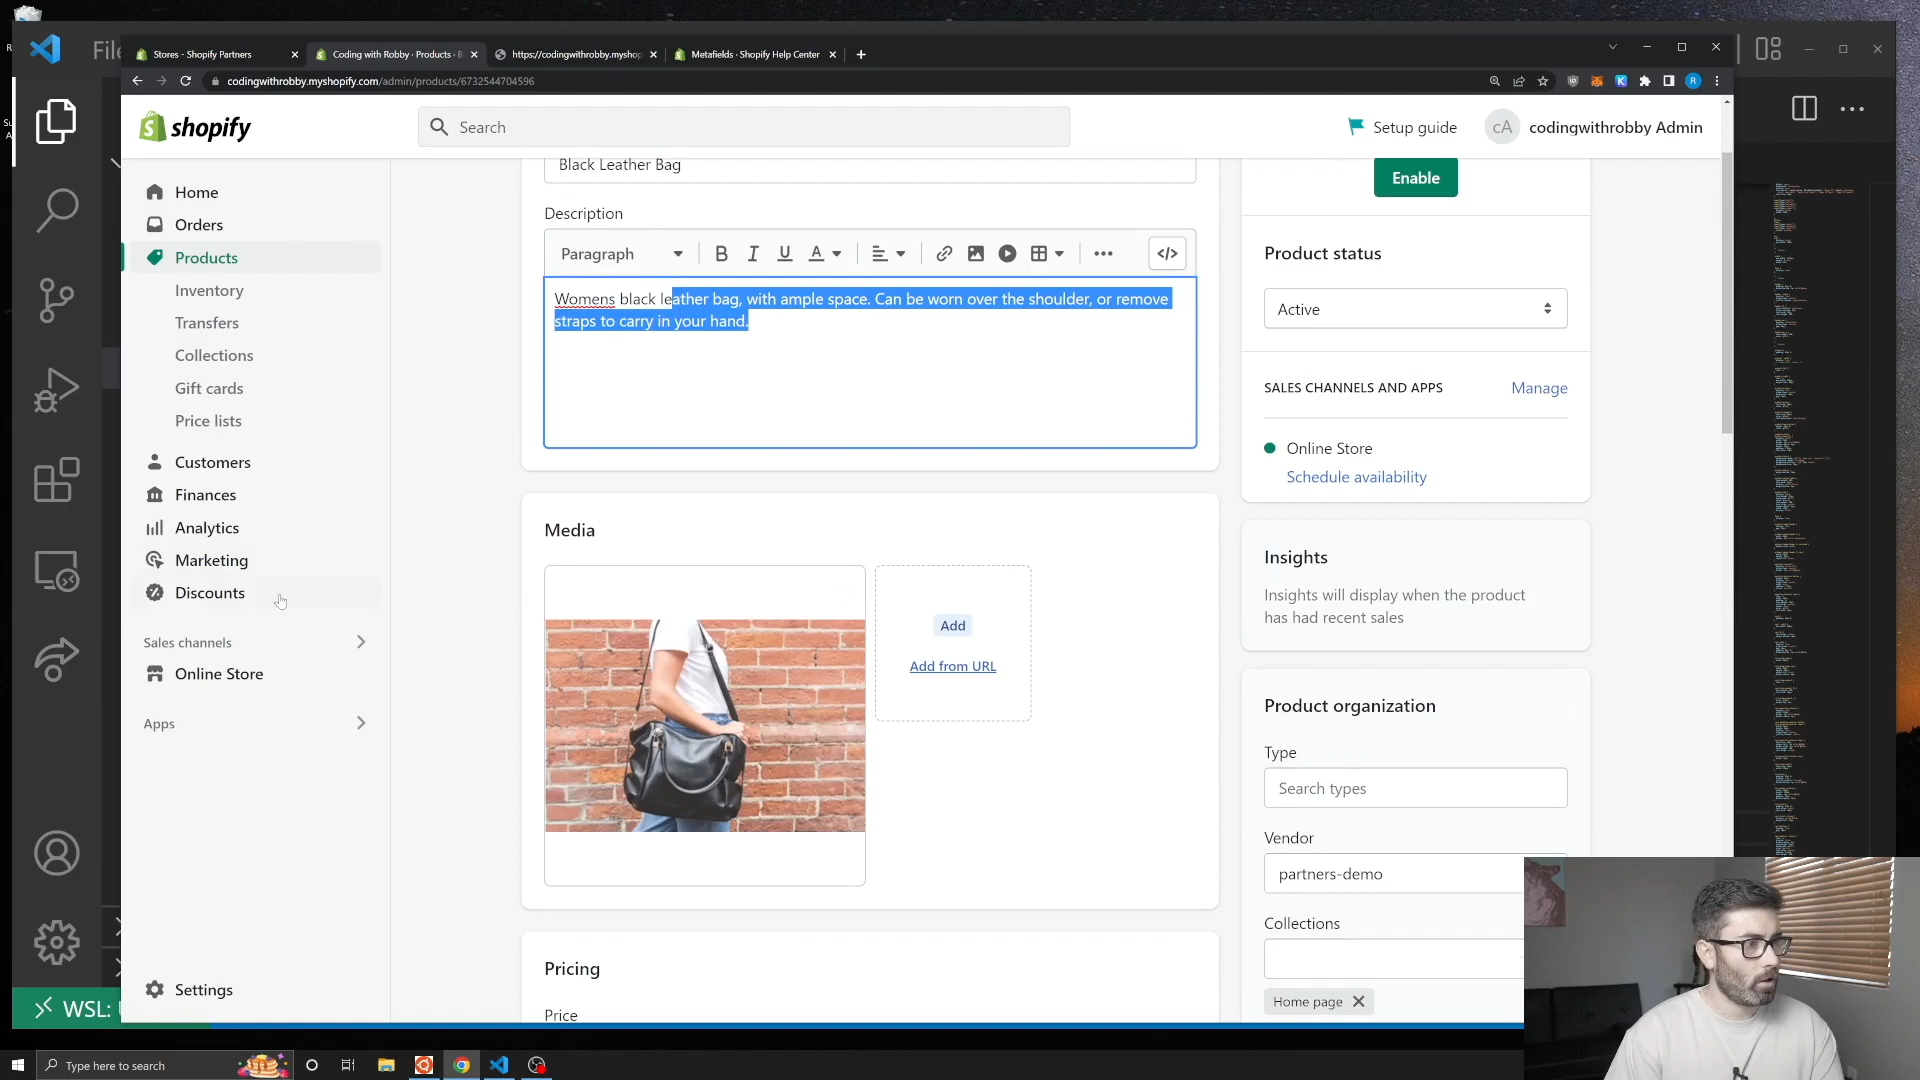 File
Stores - Shopify Partners
Coding with Robby · Products · B
https://codingwithrobby.myshop
Metafields · Shopify Help Center
codingwithrobby.myshopify.com/admin/products/6732544704596
shopify
Search
Setup guide
cA
codingwithrobby Admin
Home
Orders
Products
Inventory
Transfers
Collections
Gift cards
Price lists
Customers
Finances
Analytics
Marketing
Discounts
Sales channels
Online Store
Apps
Settings
Black Leather Bag
Description
Paragraph
Womens black leather bag, with ample space. Can be worn over the shoulder, or remove
straps to carry in your hand.
Media
Add
Add from URL
Pricing
Price
Enable
Product status
Active
SALES CHANNELS AND APPS
Manage
Online Store
Schedule availability
Insights
Insights will display when the product
has had recent sales
Product organization
Type
Search types
Vendor
partners-demo
Collections
Home page
WSL:
Type here to search